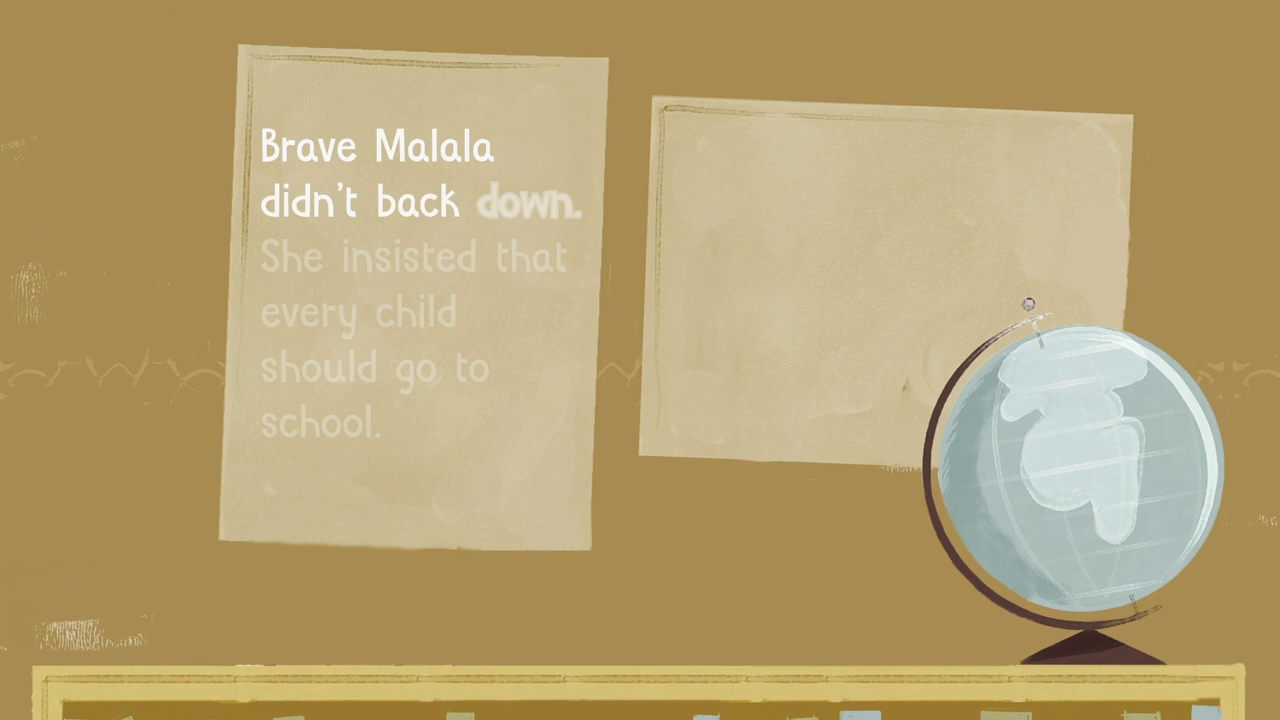 Brave Malala
didn't back down.
She insisted that
every child
should go to
school.